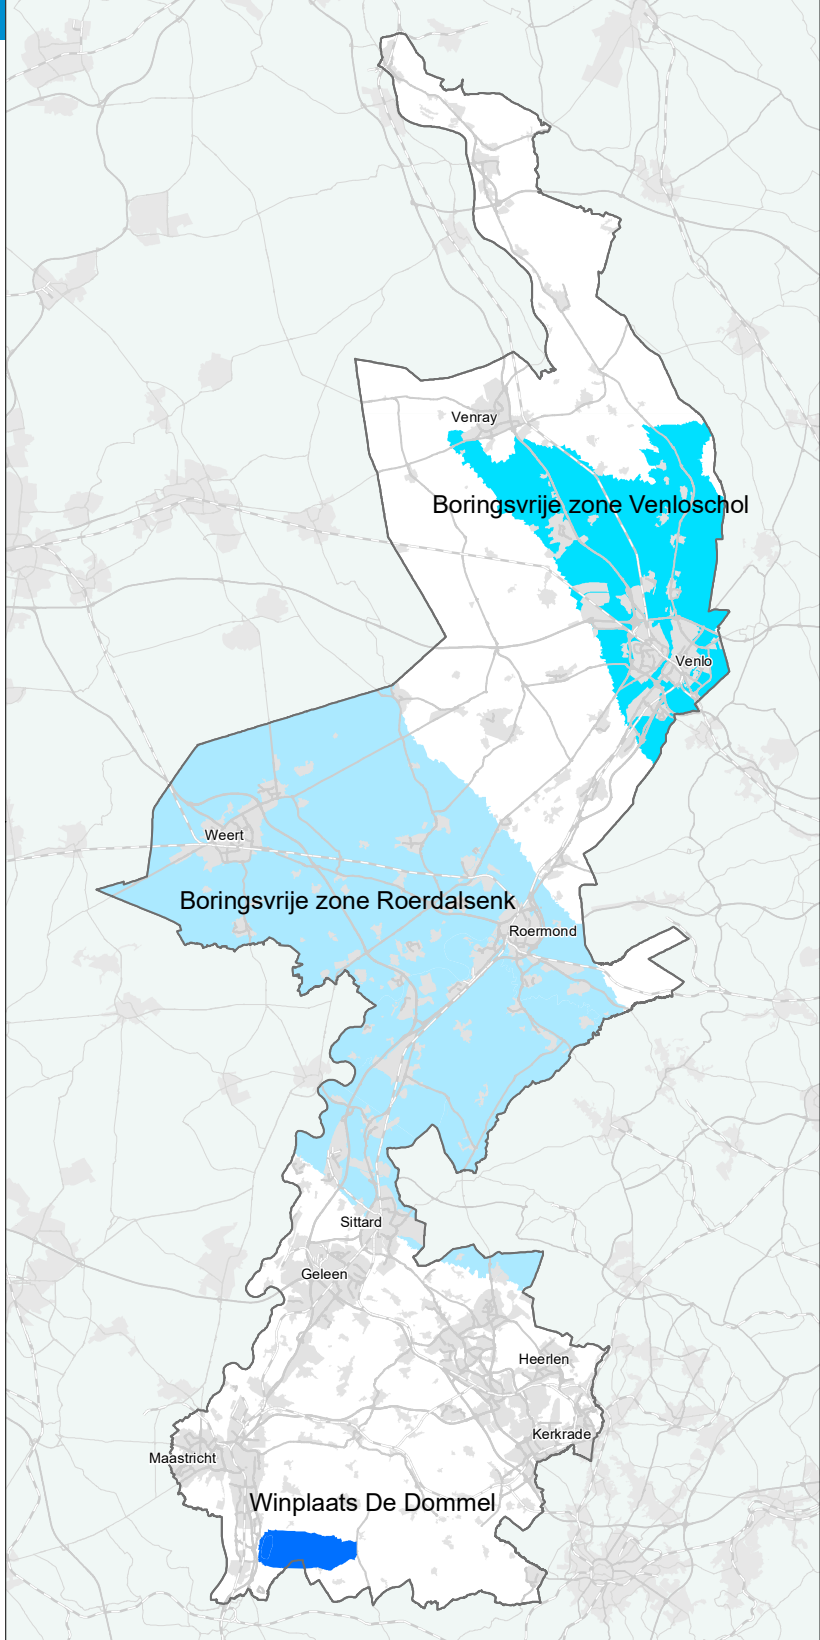 Venray
Boringsvrije zone Venloschol
Venlo
Weert
Boringsvrije zone Roerdalsenk
Roermond
Sittard
Geleen
Heerlen
Kerkrade
Maastricht
Winplaats De Dommel